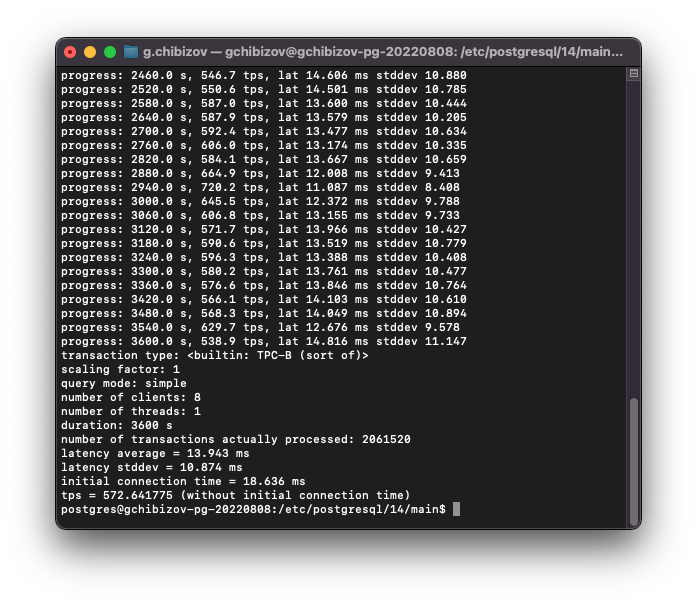 g.chibizov — gchibizov@gchibizov-pg-20220808: /etc/postgresql/14/main...
progress: 2460.0 s, 546.7 tps, lat 14.606 ms stddev 10.880
progress: 2520.0 s, 550.6 tps, lat 14.501 ms stddev 10.785
progress: 2580.0 s, 587.0 tps, lat 13.600 ms stddev 10.444
progress: 2640.0 s, 587.9 tps, lat 13.579 ms stddev 10.205
progress: 2700.0 s, 592.4 tps, lat 13.477 ms stddev 10.634
progress: 2760.0 s, 606.0 tps, lat 13.174 ms stddev 10.335
progress: 2820.0 s, 584.1 tps, lat 13.667 ms stddev 10.659
progress: 2880.0 s, 664.9 tps, lat 12.008 ms stddev 9.413
progress: 2940.0 s, 720.2 tps, lat 11.087 ms stddev 8.408
progress: 3000.0 s, 645.5 tps, lat 12.372 ms stddev 9.788
progress: 3060.0 s, 606.8 tps, lat 13.155 ms stddev 9.733
progress: 3120.0 s, 571.7 tps, lat 13.966 ms stddev 10.427
progress: 3180.0 s, 590.6 tps, lat 13.519 ms stddev 10.779
progress: 3240.0 s, 596.3 tps, lat 13.388 ms stddev 10.408
progress: 3300.0 s, 580.2 tps, lat 13.761 ms stddev 10.477
progress: 3360.0 s, 576.6 tps, lat 13.846 ms stddev 10.764
progress: 3420.0 s, 566.1 tps, lat 14.103 ms stddev 10.610
progress: 3480.0 s, 568.3 tps, lat 14.049 ms stddev 10.894
progress: 3540.0 s, 629.7 tps, lat 12.676 ms stddev 9.578
progress: 3600.0 s, 538.9 tps, lat 14.816 ms stddev 11.147
transaction type: <builtin: TPC-B (sort of)>
scaling factor: 1
query mode: simple
number of clients: 8
number of threads: 1
duration: 3600 s
number of transactions actually processed: 2061520
latency average = 13.943 ms
latency stddev = 10.874 ms
initial connection time = 18.636 ms
tps = 572.641775 (without initial connection time)
postgres@gchibizov-pg-20220808:/etc/postgresql/14/main$